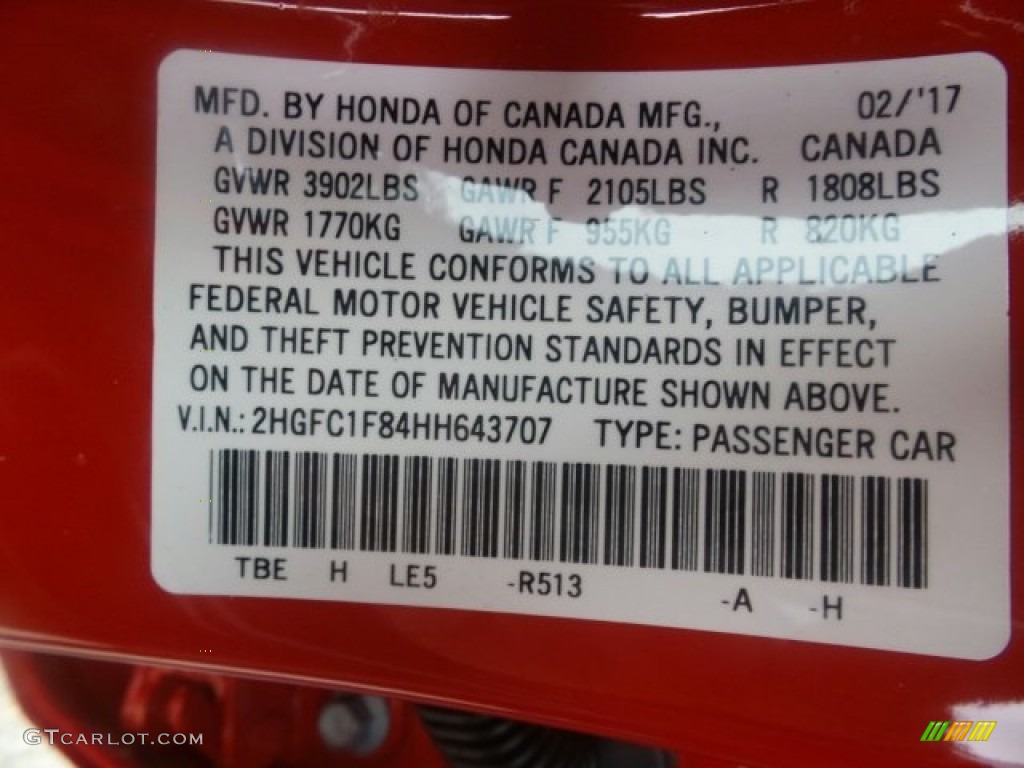 MFD. BY HONDA OF CANADA MFG., 02/'17
A DIVISION OF HONDA CANADA INC. CANADA
GVWR 3902LBS GAWR F 2105LBS R 1808LBS
GVWR 1770KG GAWR F 955KG R 820KG
THIS VEHICLE CONFORMS TO ALL APPLICABLE
FEDERAL MOTOR VEHICLE SAFETY, BUMPER,
AND THEFT PREVENTION STANDARDS IN EFFECT
ON THE DATE OF MANUFACTURE SHOWN ABOVE.
V.I.N.: 2HGFC1F84HH643707 TYPE: PASSENGER CAR
TBE H LE5 -R513 -A -H
GTCARLOT.COM